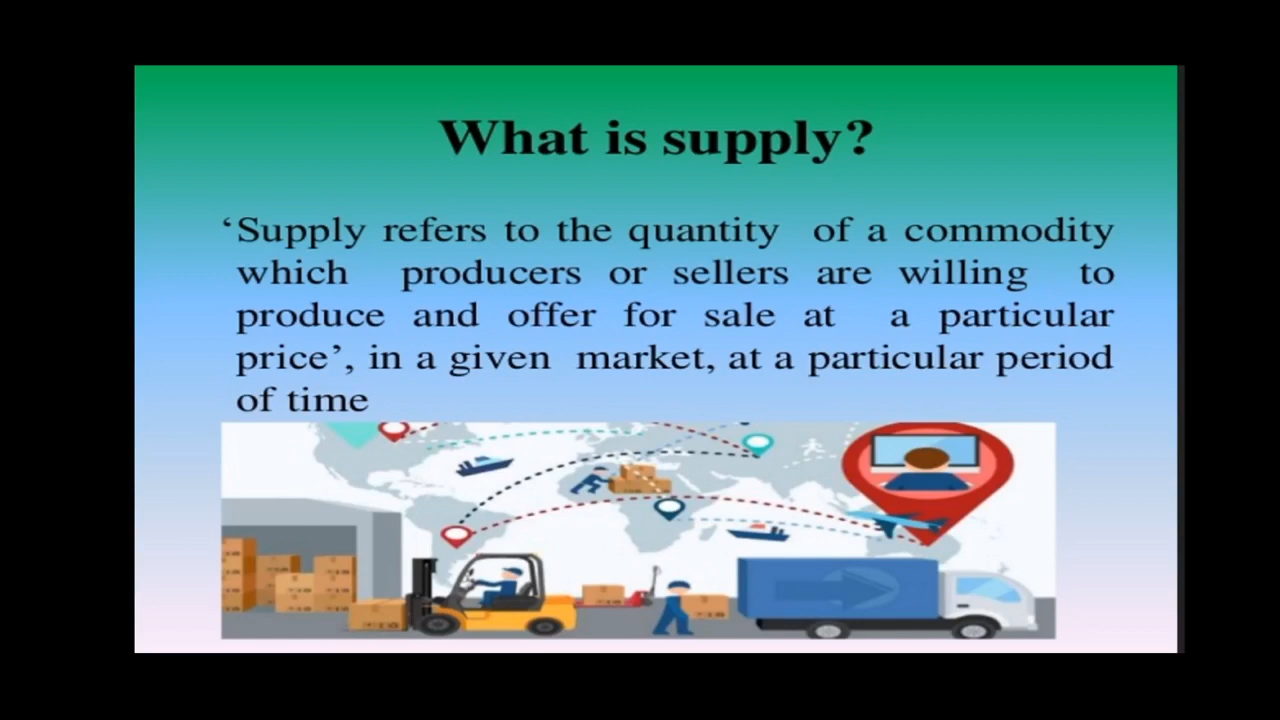 What is supply?
‘Supply refers to the quantity of a commodity
which producers or sellers are willing to
produce and offer for sale at a particular
price’, in a given market, at a particular period
of time